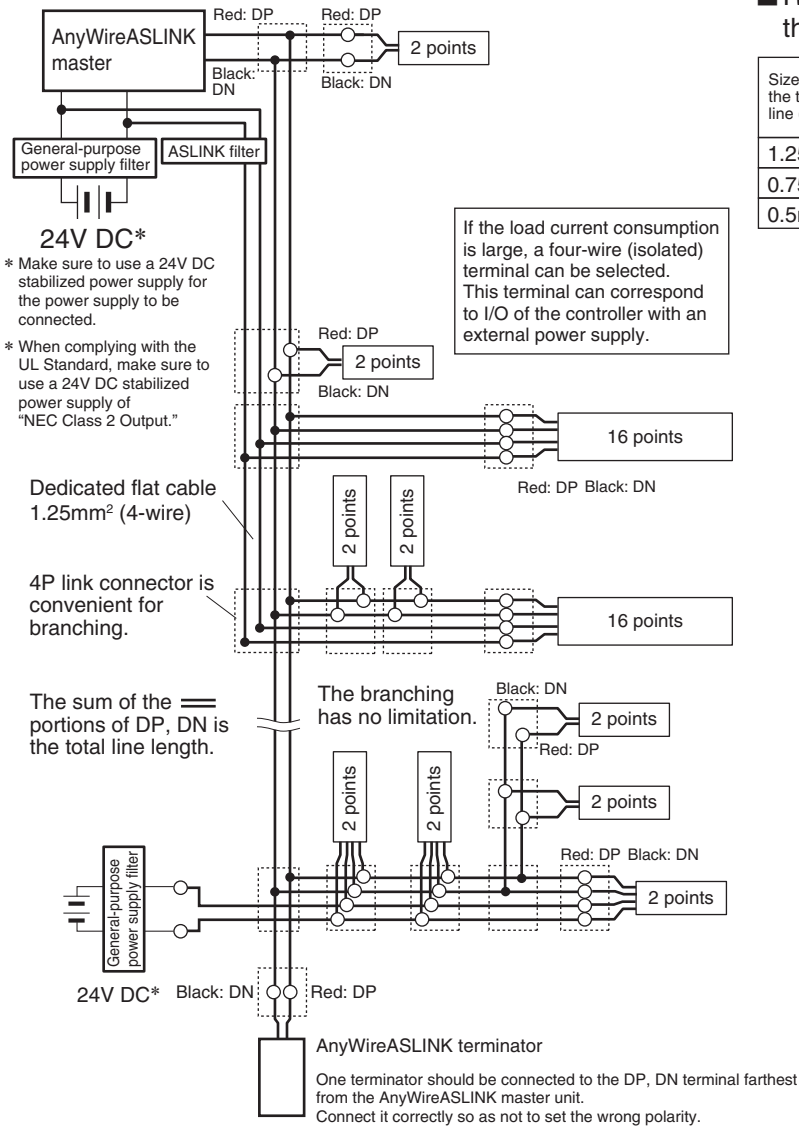 Red: DP
Red: DP
AnyWireASLINK
master
2 points
Black:
DN
Black: DN
General-purpose
power supply filter
ASLINK filter
24V DC*
* Make sure to use a 24V DC
stabilized power supply for
the power supply to be
connected.
* When complying with the
UL Standard, make sure to
use a 24V DC stabilized
power supply of
“NEC Class 2 Output.”
th
Size
the t
line
1.25
0.75
If the load current consumption
is large, a four-wire (isolated)
terminal can be selected.
This terminal can correspond
to I/O of the controller with an
external power supply.
Red: DP
2 points
Black: DN
16 points
Red: DP Black: DN
Dedicated flat cable
1.25mm² (4-wire)
2 points
2 points
4P link connector is
convenient for
branching.
16 points
The sum of the
portions of DP, DN is
the total line length.
The branching
has no limitation.
Black: DN
2 points
Red: DP
2 points
2 points
2 points
Red: DP Black: DN
2 points
General-purpose
power supply filter
24V DC*
Black: DN
Red: DP
AnyWireASLINK terminator
One terminator should be connected to the DP, DN terminal farthest
from the AnyWireASLINK master unit.
Connect it correctly so as not to set the wrong polarity.